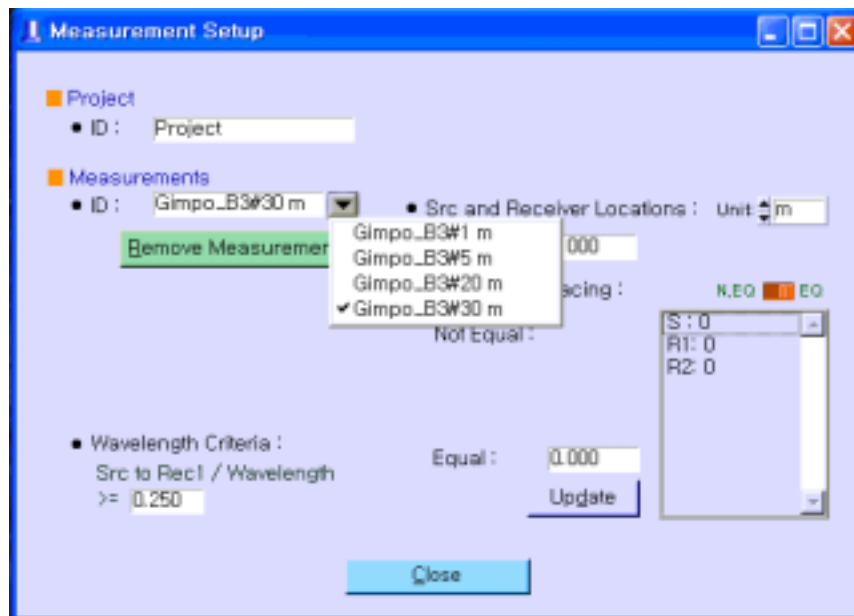 Measurement Setup
Project
ID : Project
Measurements
ID : Gimpo_B3#30 m
Src and Receiver Locations : Unit m
Remove Measuremen
Gimpo_B3#1 m
Gimpo_B3#5 m
Gimpo_B3#20 m
Gimpo_B3#30 m
.000
acing :
N.EQ EQ
Not Equal :
S : 0
R1: 0
R2: 0
Wavelength Criteria :
Src to Rec1 / Wavelength
>= 0.250
Equal : 0.000
Update
Close